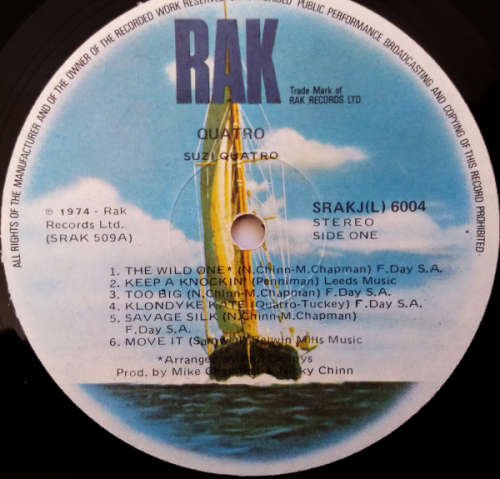 ALL RIGHTS OF THE MANUFACTURER AND OF THE OWNER OF THE RECORDED WORK RESERVED PUBLIC PERFORMANCE BROADCASTING AND COPYING OF THIS RECORD PROHIBITED
RAK
Trade Mark of
RAK RECORDS LTD.
QUATRO
SUZI QUATRO
℗ 1974 - Rak
Records Ltd.
(SRAK 509A)
SRAKJ(L) 6004
STEREO
SIDE ONE
1. THE WILD ONE* (N.Chinn-M.Chapman) F.Day S.A.
2. KEEP A KNOCKIN' (Penniman) Leeds Music
3. TOO BIG (N.Chinn-M.Chapman) F.Day S.A.
4. KLONDYKE KATE (Quatro-Tuckey) F.Day S.A.
5. SAVAGE SILK (N.Chinn-M.Chapman)
F.Day S.A.
6. MOVE IT Mills Music
*Arranged
Prod. by Mike Chapman & Nicky Chinn